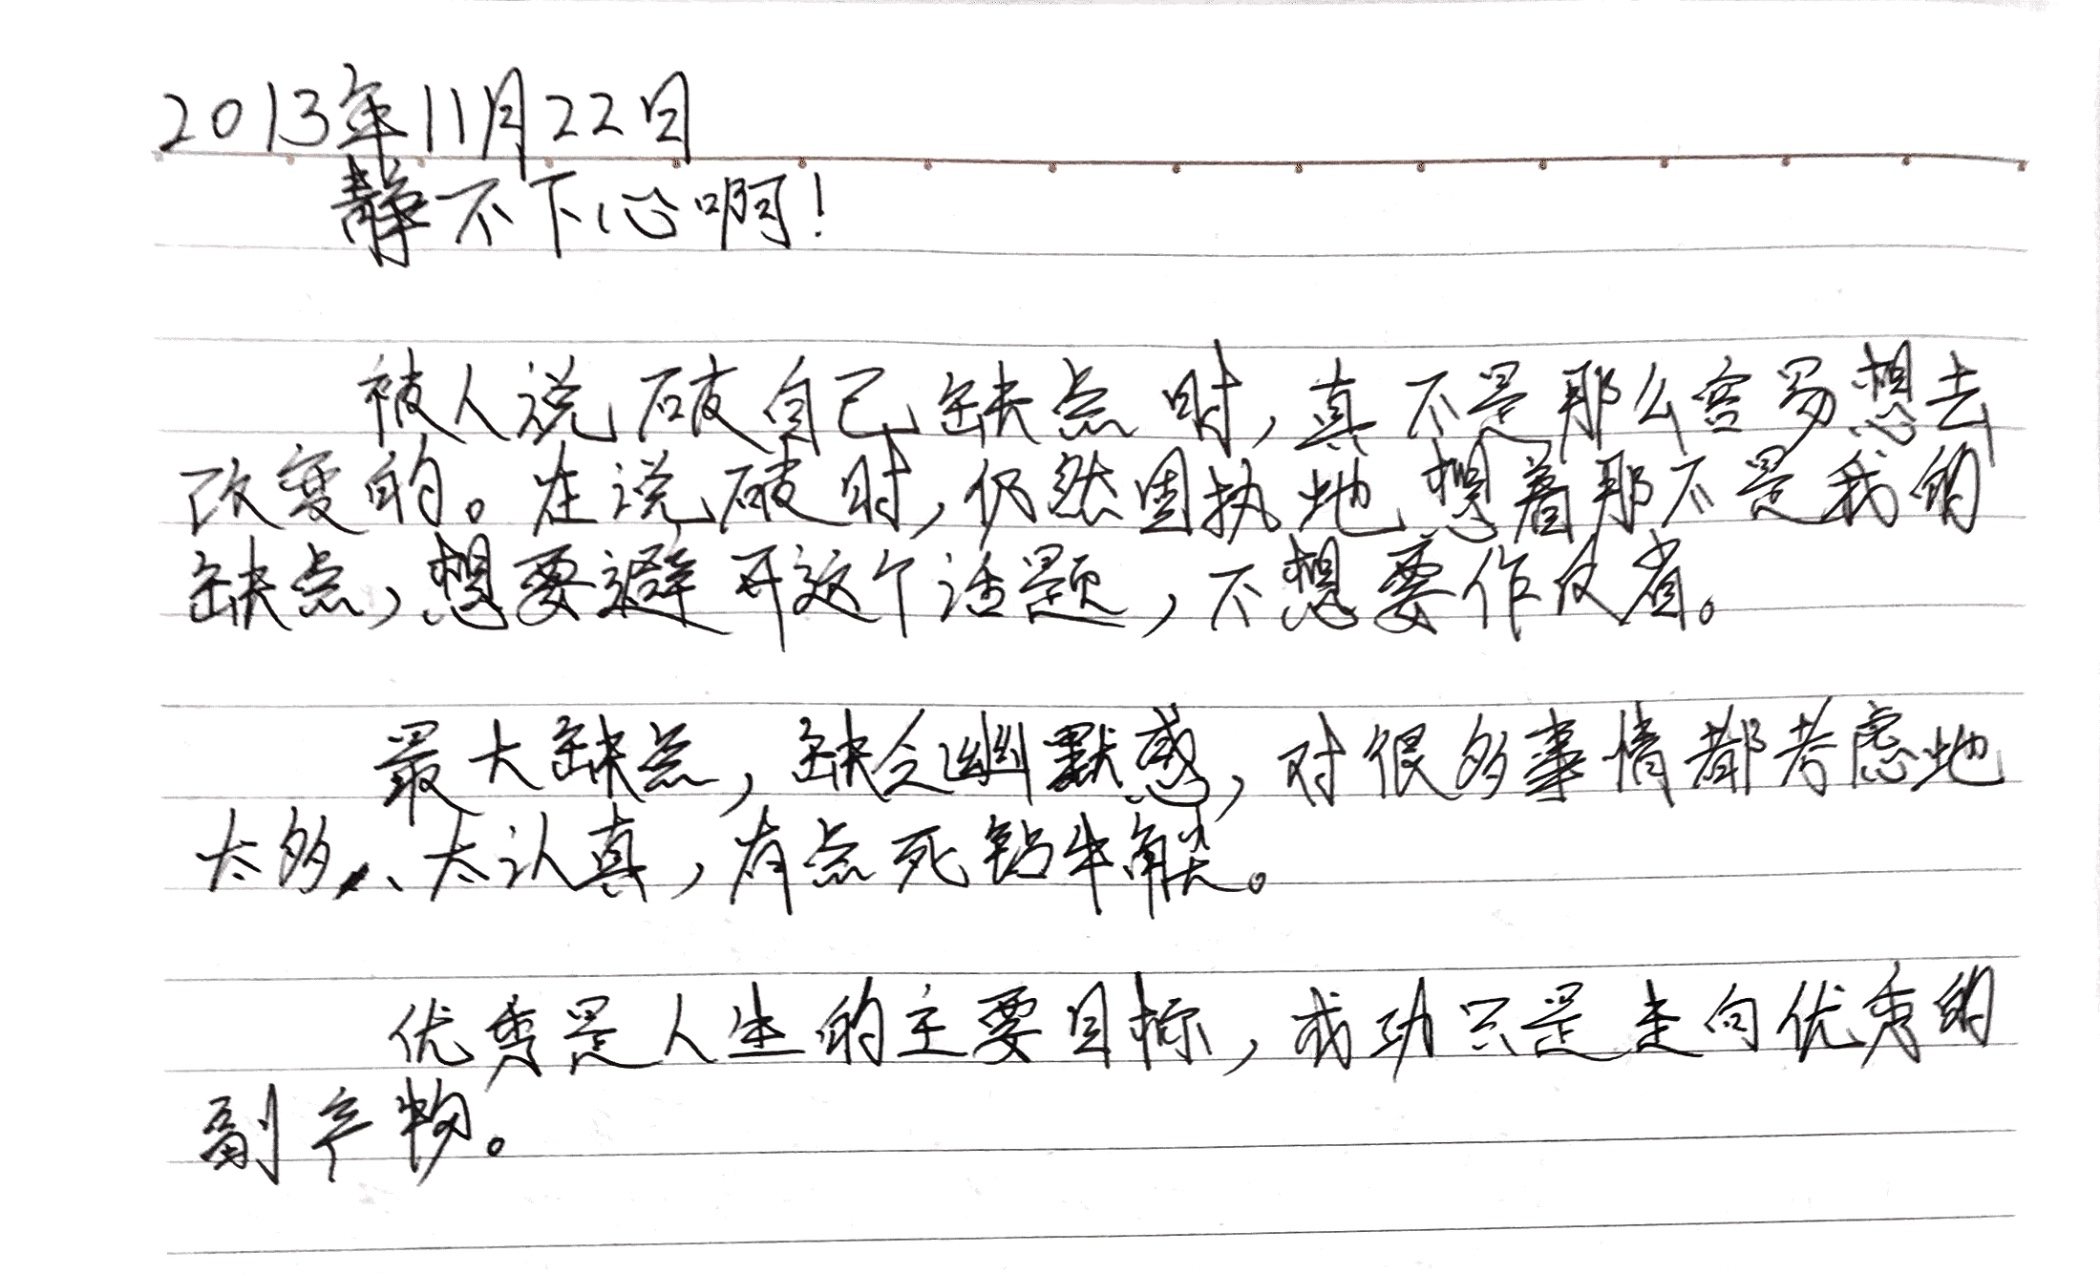 2013年11月22日
静不下心啊！
被人说破自己缺点时，真不是那么容易想去
改变的。在说破时，仍然固执地想着那不是我的
缺点，想要避开这个话题，不想要作反省。
最大缺点，缺乏幽默感，对很多事情都考虑地
太多、太认真，有点死钻牛角尖。
优秀是人生的主要目标，成功只是走向优秀的
副产物。